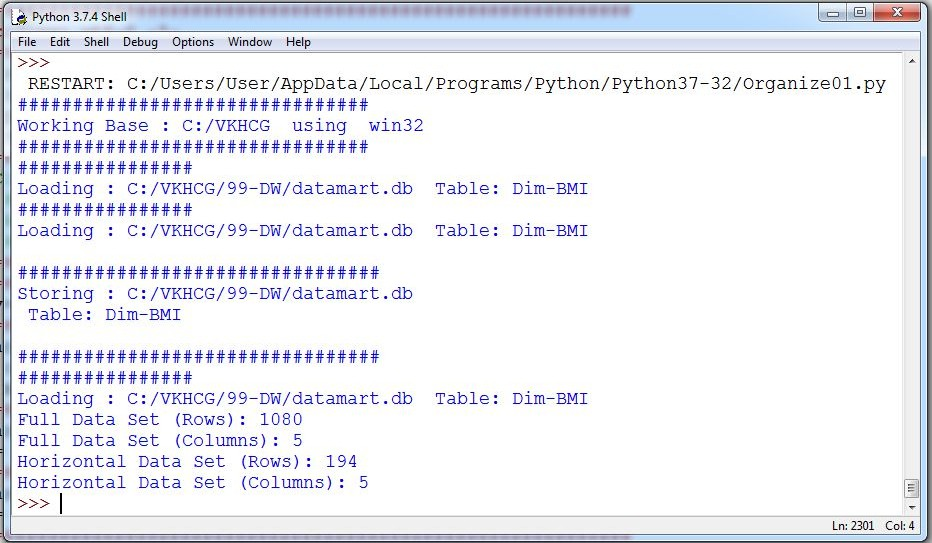 Python 3.7.4 Shell
File Edit Shell Debug Options Window Help
>>>
RESTART: C:/Users/User/AppData/Local/Programs/Python/Python37-32/Organize01.py
################################
Working Base : C:/VKHCG  using  win32
################################
################
Loading : C:/VKHCG/99-DW/datamart.db  Table: Dim-BMI
################
Loading : C:/VKHCG/99-DW/datamart.db  Table: Dim-BMI
#################################
Storing : C:/VKHCG/99-DW/datamart.db
Table: Dim-BMI
#################################
################
Loading : C:/VKHCG/99-DW/datamart.db  Table: Dim-BMI
Full Data Set (Rows): 1080
Full Data Set (Columns): 5
Horizontal Data Set (Rows): 194
Horizontal Data Set (Columns): 5
>>>
Ln: 2301 Col: 4